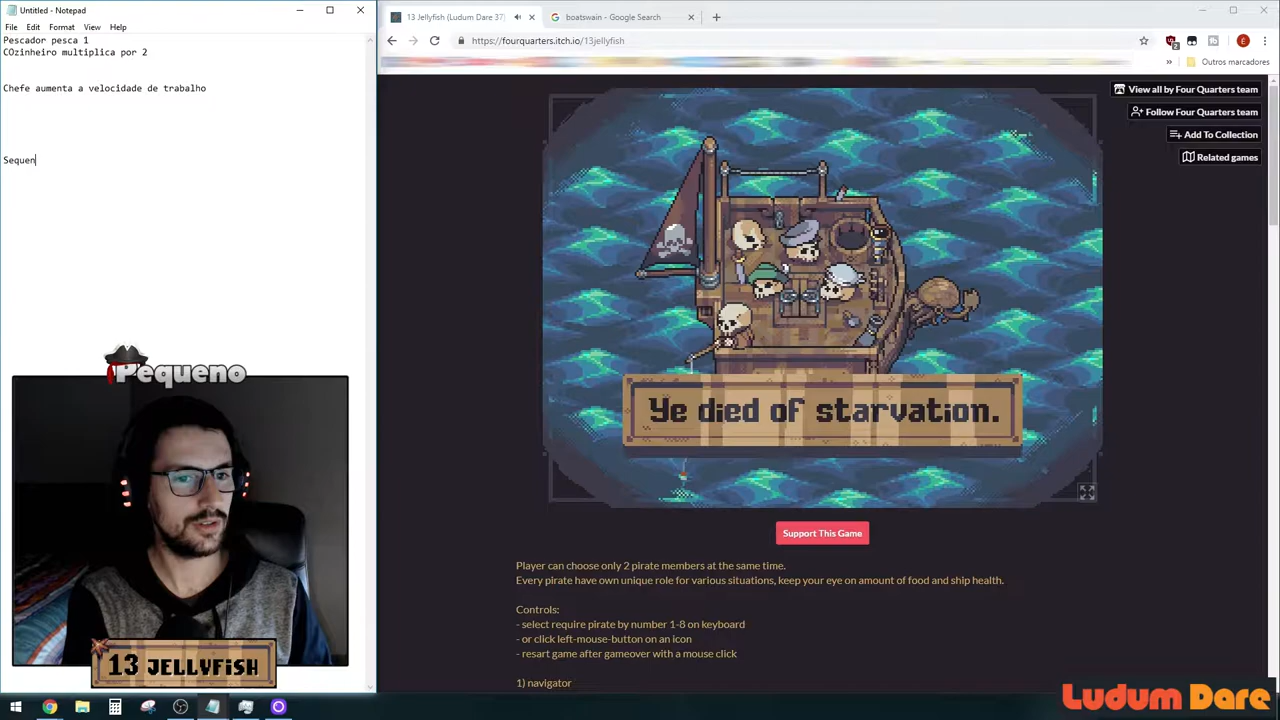 Untitled - Notepad
File Edit Format View Help
Pescador pesca 1
COzinheiro multiplica por 2
Chefe aumenta a velocidade de trabalho
Sequen
Pequeno
13 JELLYFISH
13 Jellyfish (Ludum Dare 37)
boatswain - Google Search
https://fourquarters.itch.io/13jellyfish
Outros marcadores
View all by Four Quarters team
Follow Four Quarters team
Add To Collection
Related games
Ye died of starvation.
Support This Game
Player can choose only 2 pirate members at the same time.
Every pirate have own unique role for various situations, keep your eye on amount of food and ship health.
Controls:
- select require pirate by number 1-8 on keyboard
- or click left-mouse-button on an icon
- resart game after gameover with a mouse click
1) navigator
Ludum Dare